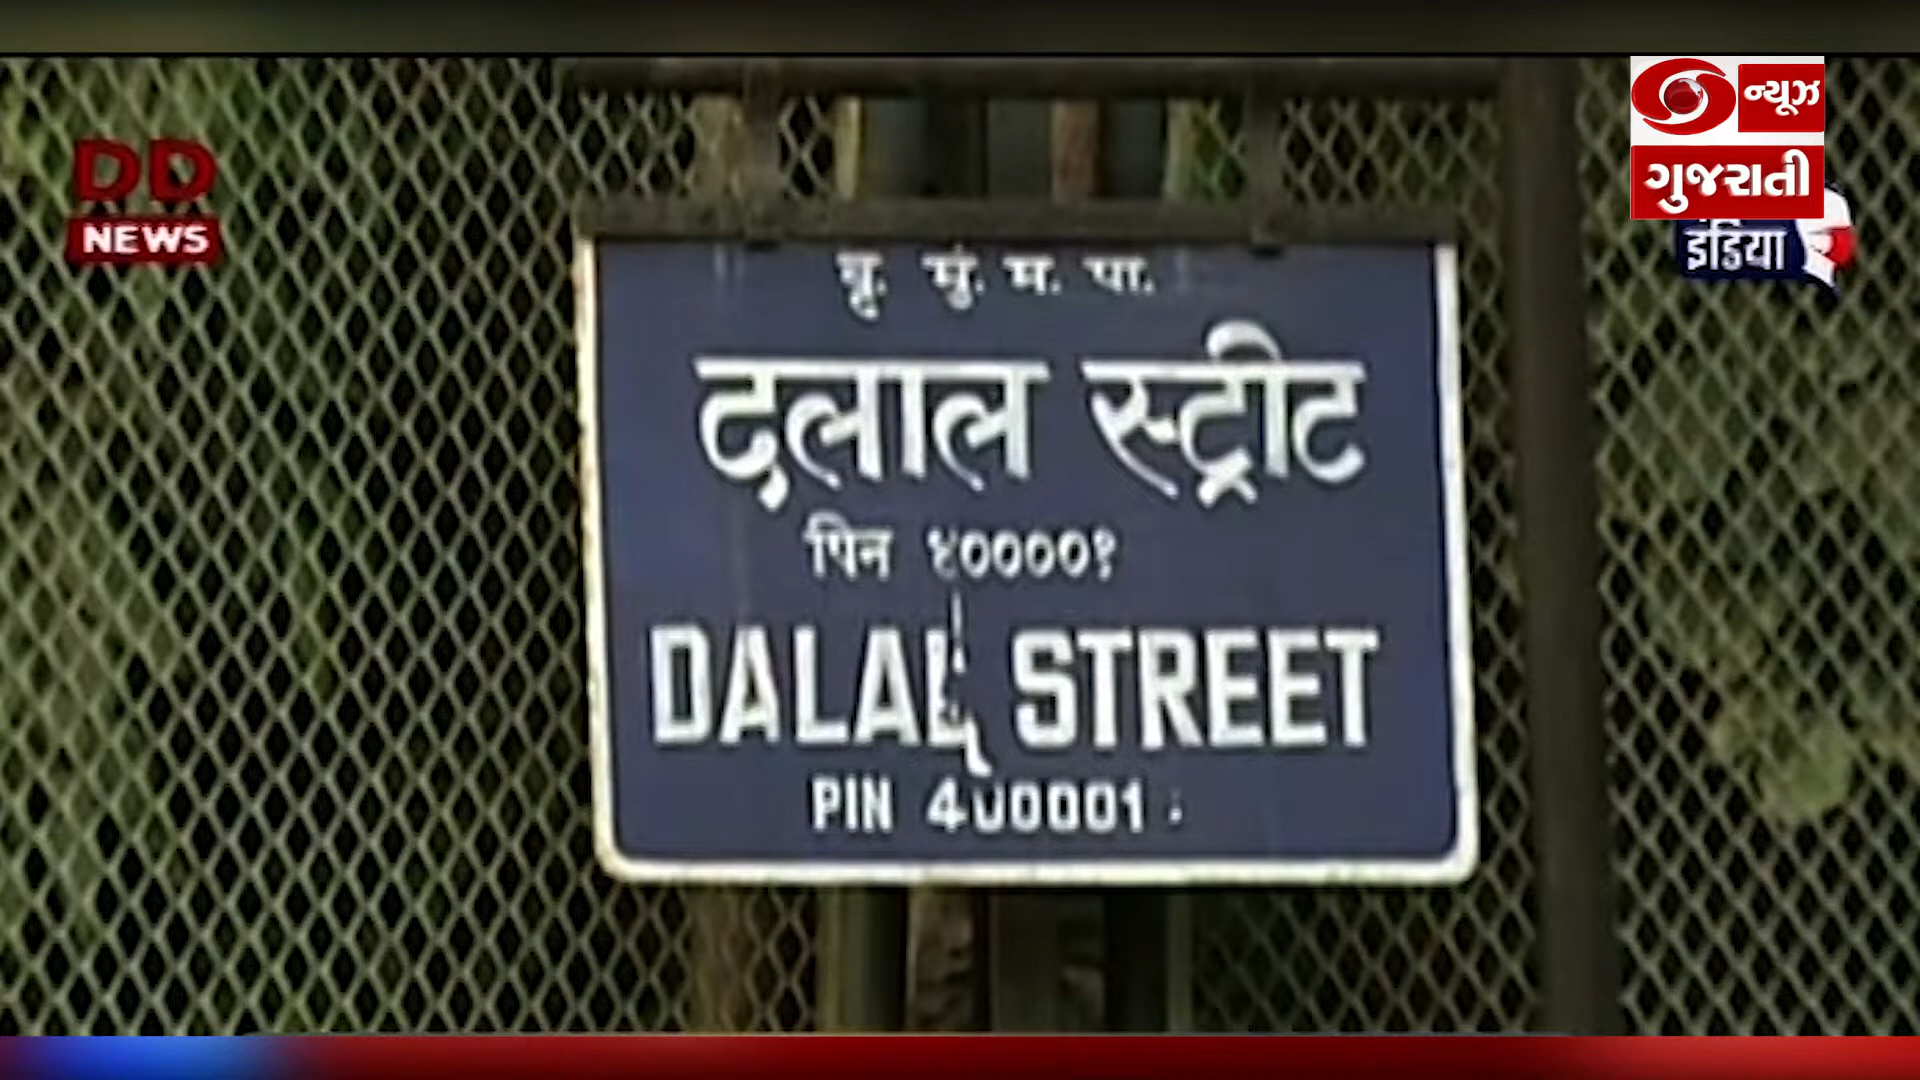 DD
NEWS
ન્યૂઝ
ગુજરાતી
इंडिया
बृ. मुं. म. पा.
दलाल स्ट्रीट
पिन ४००००१
DALAL STREET
PIN 400001